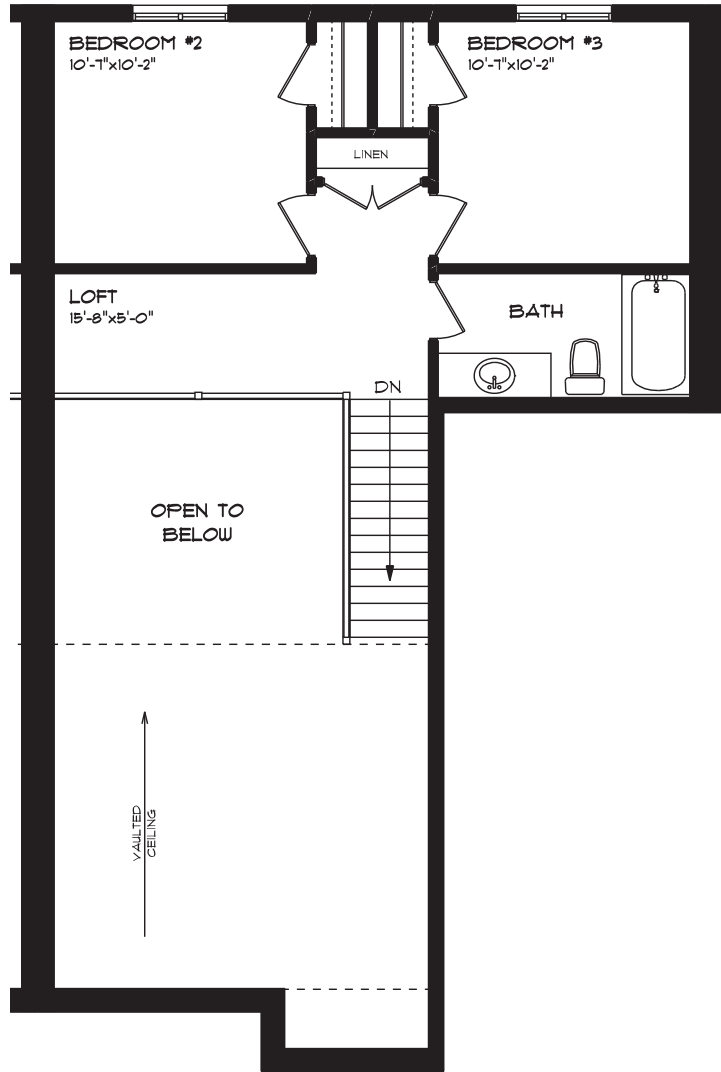 BEDROOM #2
10'-7"x10'-2"
BEDROOM #3
10'-7"x10'-2"
LINEN
LOFT
15'-8"x5'-0"
BATH
DN
OPEN TO
BELOW
VAULTED
CEILING